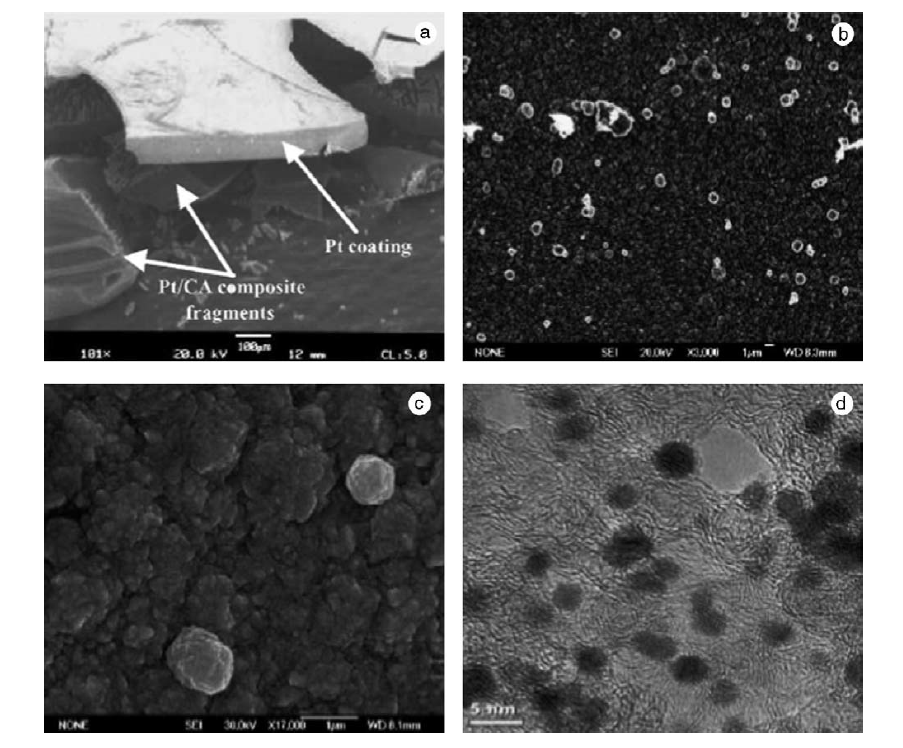 a
b
Pt coating
Pt/CA composite
fragments
100µm
101× 20.0 kV 12 mm CL:5.0
NONE SEI 20.0kV X3,000 1µm WD 8.3mm
c
d
NONE SEI 30.0kV X17,000 1µm WD 8.1mm
5 nm